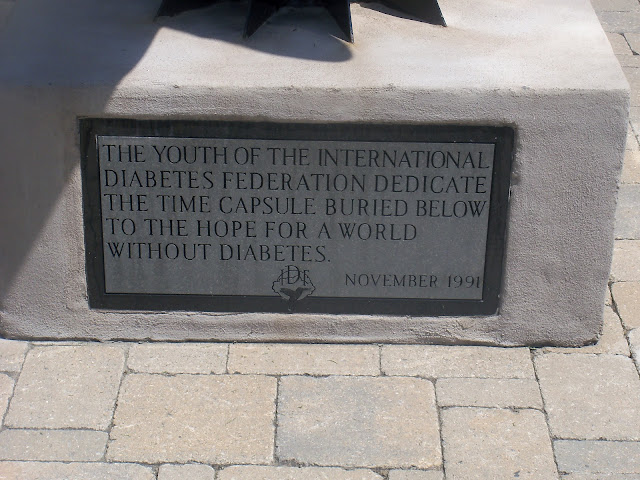 THE YOUTH OF THE INTERNATIONAL
DIABETES FEDERATION DEDICATE
THE TIME CAPSULE BURIED BELOW
TO THE HOPE FOR A WORLD
WITHOUT DIABETES.
IDF NOVEMBER 1991